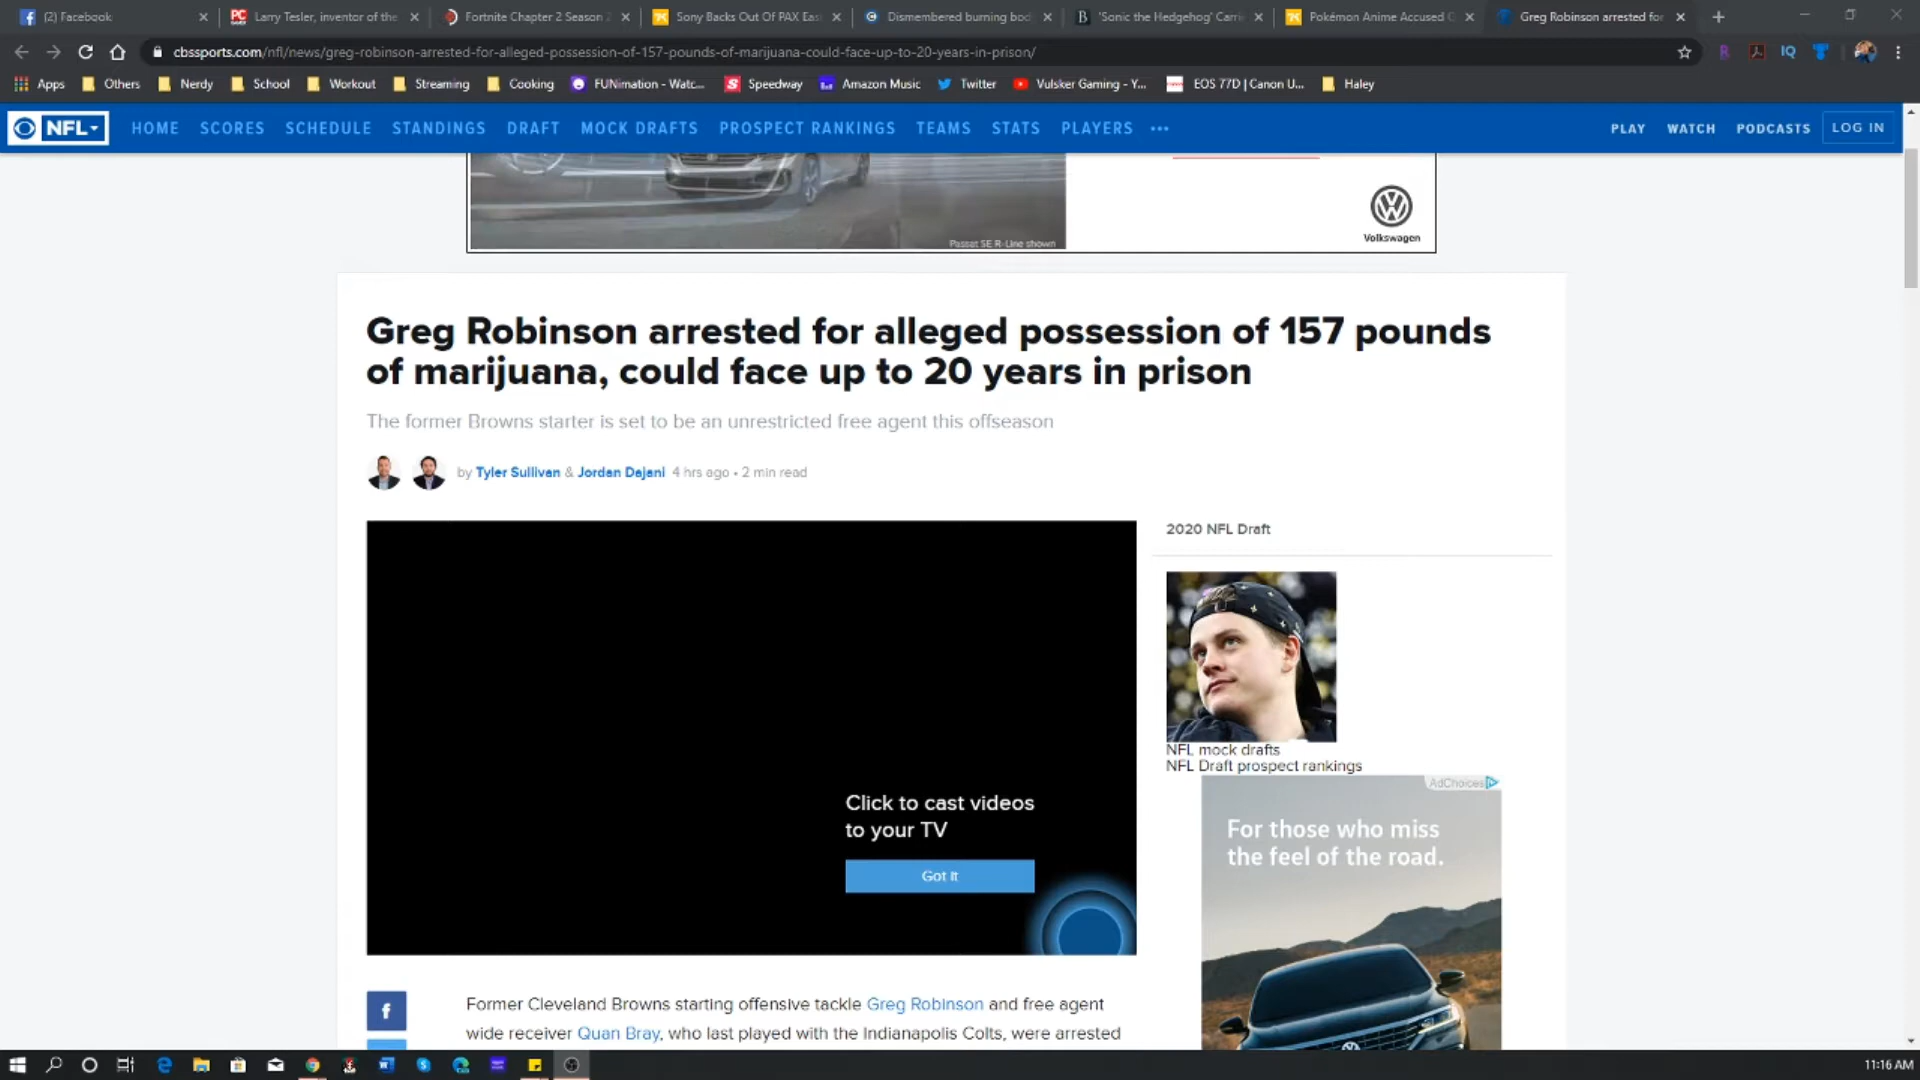 (2) Facebook
Larry Tesler, inventor of the
Fortnite Chapter 2 Season 2
Sony Backs Out Of PAX Eas
Dismembered burning bod
'Sonic the Hedgehog' Carri
Pokémon Anime Accused O
Greg Robinson arrested for
cbssports.com/nfl/news/greg-robinson-arrested-for-alleged-possession-of-157-pounds-of-marijuana-could-face-up-to-20-years-in-prison/
Apps Others Nerdy School Workout Streaming Cooking FUNimation - Watc... Speedway Amazon Music Twitter Vulsker Gaming - Y... EOS 77D | Canon U... Haley
NFL HOME SCORES SCHEDULE STANDINGS DRAFT MOCK DRAFTS PROSPECT RANKINGS TEAMS STATS PLAYERS ••• PLAY WATCH PODCASTS LOG IN
Passat SE R-Line shown
Volkswagen
Greg Robinson arrested for alleged possession of 157 pounds
of marijuana, could face up to 20 years in prison
The former Browns starter is set to be an unrestricted free agent this offseason
by Tyler Sullivan & Jordan Dajani 4 hrs ago • 2 min read
2020 NFL Draft
NFL mock drafts
NFL Draft prospect rankings
AdChoices
For those who miss
the feel of the road.
Click to cast videos
to your TV
Got It
Former Cleveland Browns starting offensive tackle Greg Robinson and free agent
wide receiver Quan Bray, who last played with the Indianapolis Colts, were arrested
11:16 AM